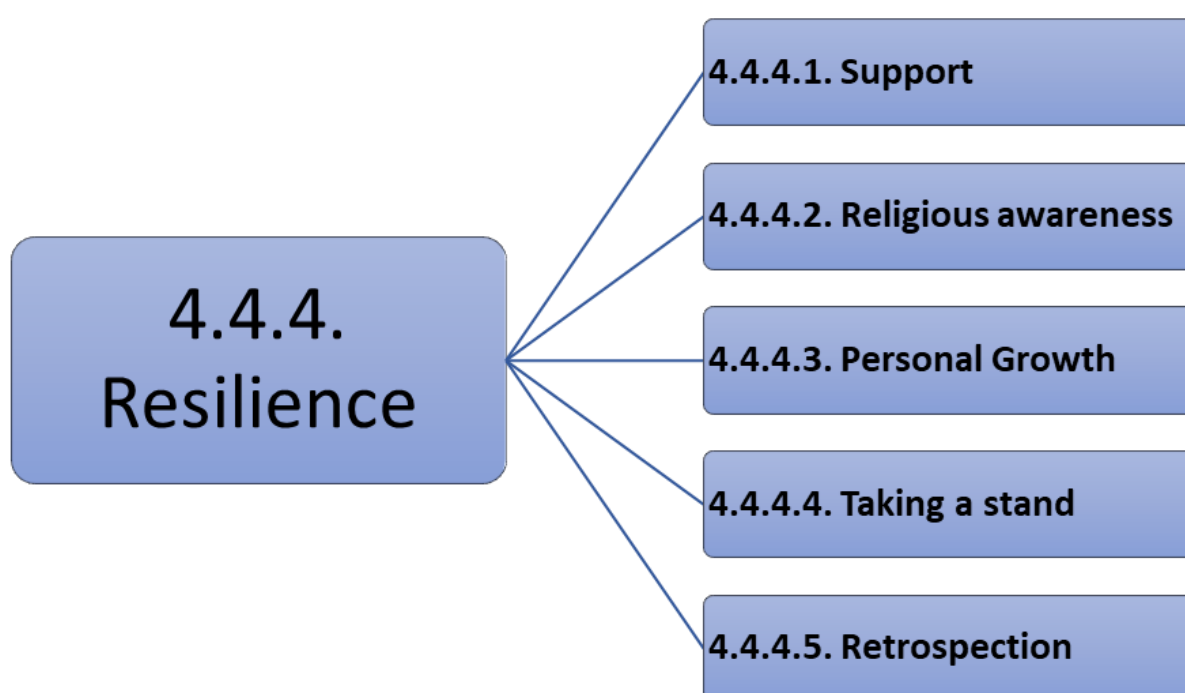 4.4.4.
Resilience
4.4.4.1. Support
4.4.4.2. Religious awareness
4.4.4.3. Personal Growth
4.4.4.4. Taking a stand
4.4.4.5. Retrospection